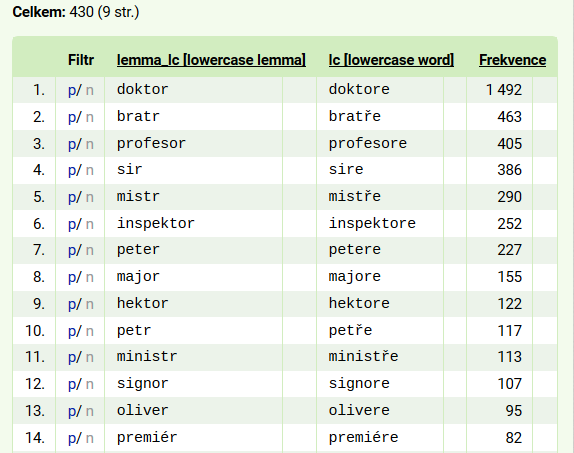 Celkem: 430 (9 str.)
Filtr lemma_lc [lowercase lemma] lc [lowercase word] Frekvence
1. p/ n doktor doktore 1 492
2. p/ n bratr bratře 463
3. p/ n profesor profesore 405
4. p/ n sir sire 386
5. p/ n mistr mistře 290
6. p/ n inspektor inspektore 252
7. p/ n peter petere 227
8. p/ n major majore 155
9. p/ n hektor hektore 122
10. p/ n petr petře 117
11. p/ n ministr ministře 113
12. p/ n signor signore 107
13. p/ n oliver olivere 95
14. p/ n premiér premiére 82